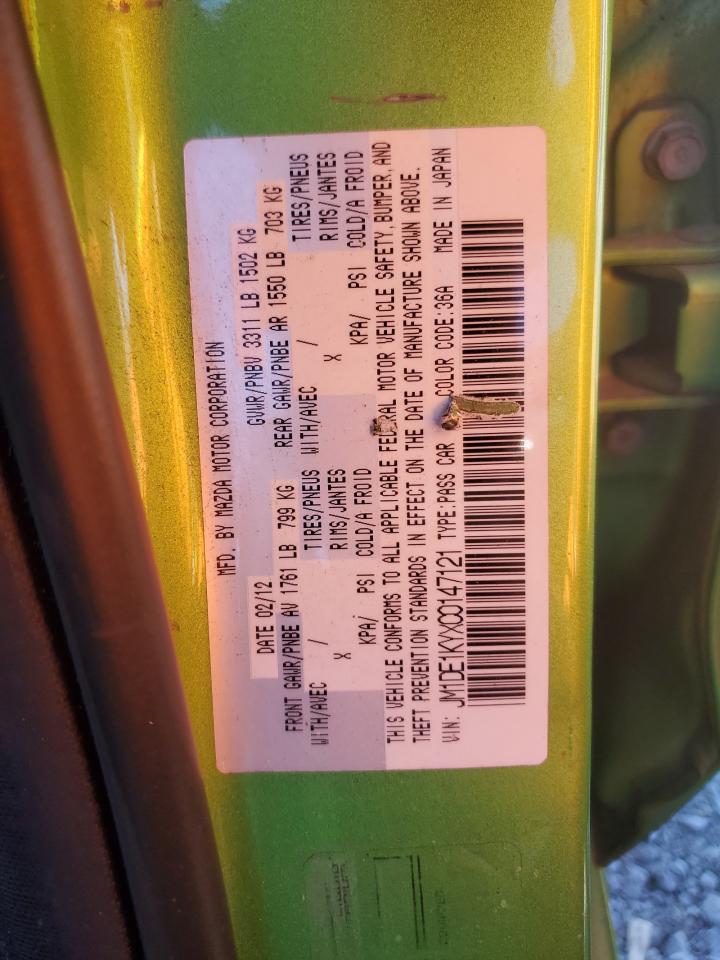 MFD. BY MAZDA MOTOR CORPORATION
DATE 02/12 GVWR/PNBV 3311 LB 1502 KG
FRONT GAWR/PNBE AV 1761 LB 799 KG REAR GAWR/PNBE AR 1550 LB 703 KG
WITH/AVEC TIRES/PNEUS WITH/AVEC TIRES/PNEUS
/ RIMS/JANTES / RIMS/JANTES
X X
KPA/ PSI COLD/A FROID KPA/ PSI COLD/A FROID
THIS VEHICLE CONFORMS TO ALL APPLICABLE FEDERAL MOTOR VEHICLE SAFETY, BUMPER, AND
THEFT PREVENTION STANDARDS IN EFFECT ON THE DATE OF MANUFACTURE SHOWN ABOVE.
VIN: JM1DE1KYXC0147121 TYPE:PASS CAR COLOR CODE:36A MADE IN JAPAN